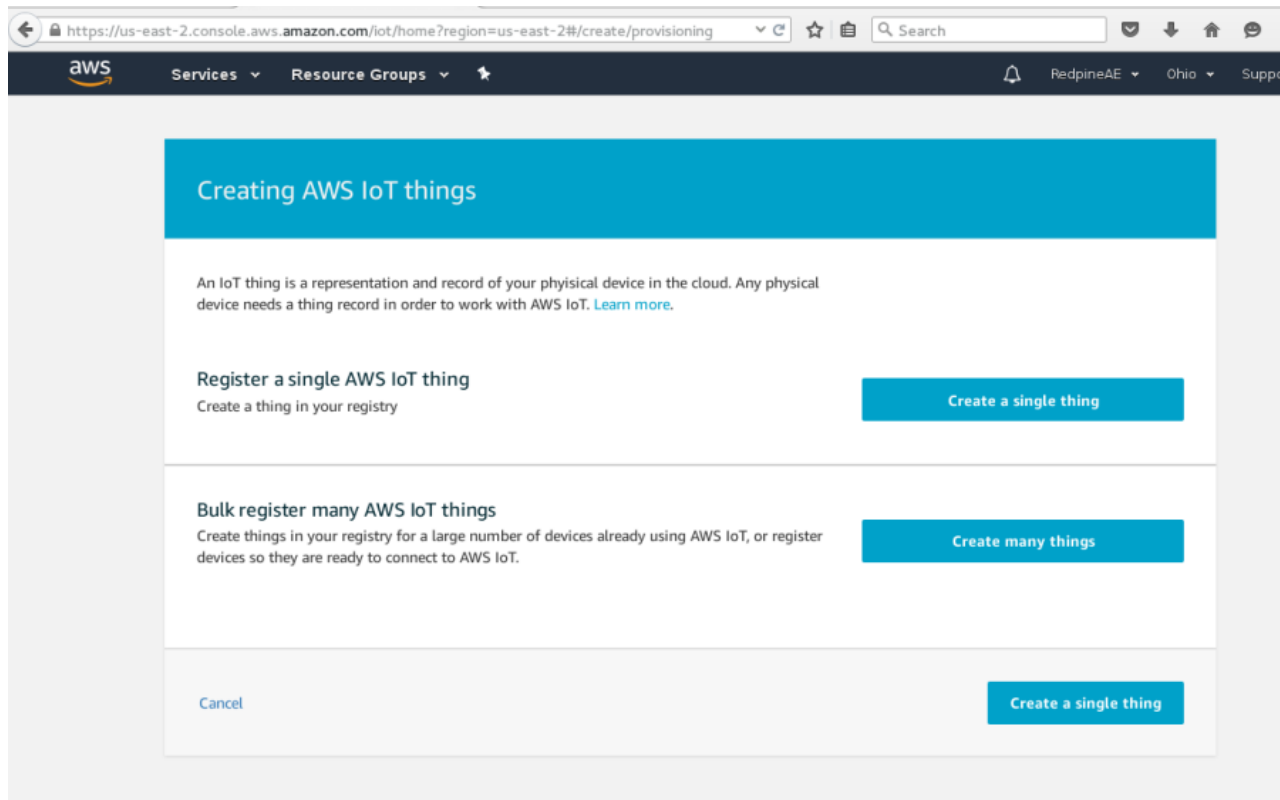 https://us-east-2.console.aws.amazon.com/iot/home?region=us-east-2#/create/provisioning Search
aws Services Resource Groups RedpineAE Ohio Suppo
Creating AWS IoT things
An IoT thing is a representation and record of your phyisical device in the cloud. Any physical
device needs a thing record in order to work with AWS IoT. Learn more.
Register a single AWS IoT thing
Create a thing in your registry
Create a single thing
Bulk register many AWS IoT things
Create things in your registry for a large number of devices already using AWS IoT, or register
devices so they are ready to connect to AWS IoT.
Create many things
Cancel
Create a single thing